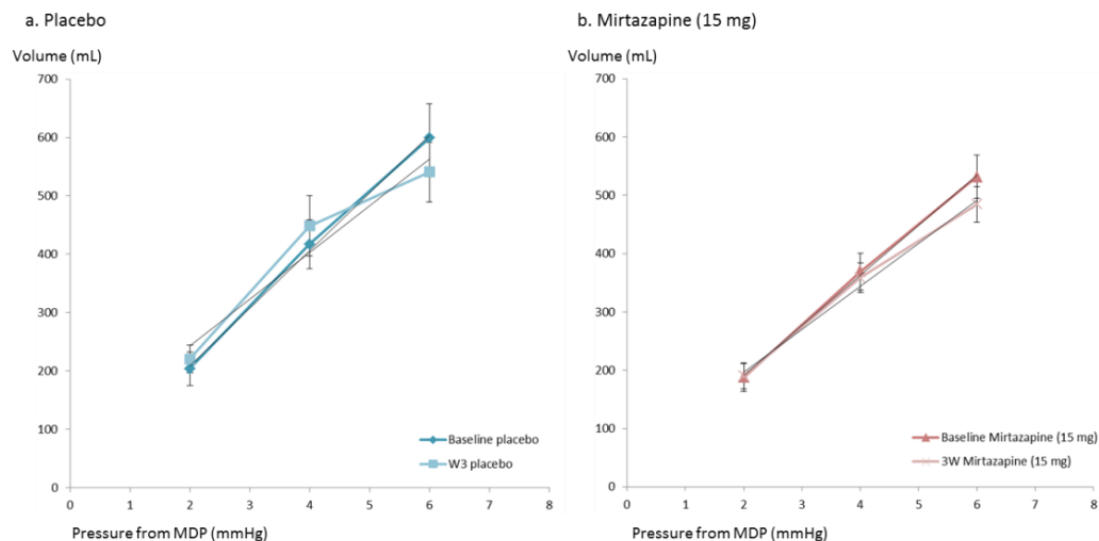 a. Placebo
Volume (mL)
700
600
500
400
300
200
100
0
0 1 2 3 4 5 6 7 8
Pressure from MDP (mmHg)
Baseline placebo
W3 placebo
b. Mirtazapine (15 mg)
Volume (mL)
700
600
500
400
300
200
100
0
0 1 2 3 4 5 6 7 8
Pressure from MDP (mmHg)
Baseline Mirtazapine (15 mg)
3W Mirtazapine (15 mg)